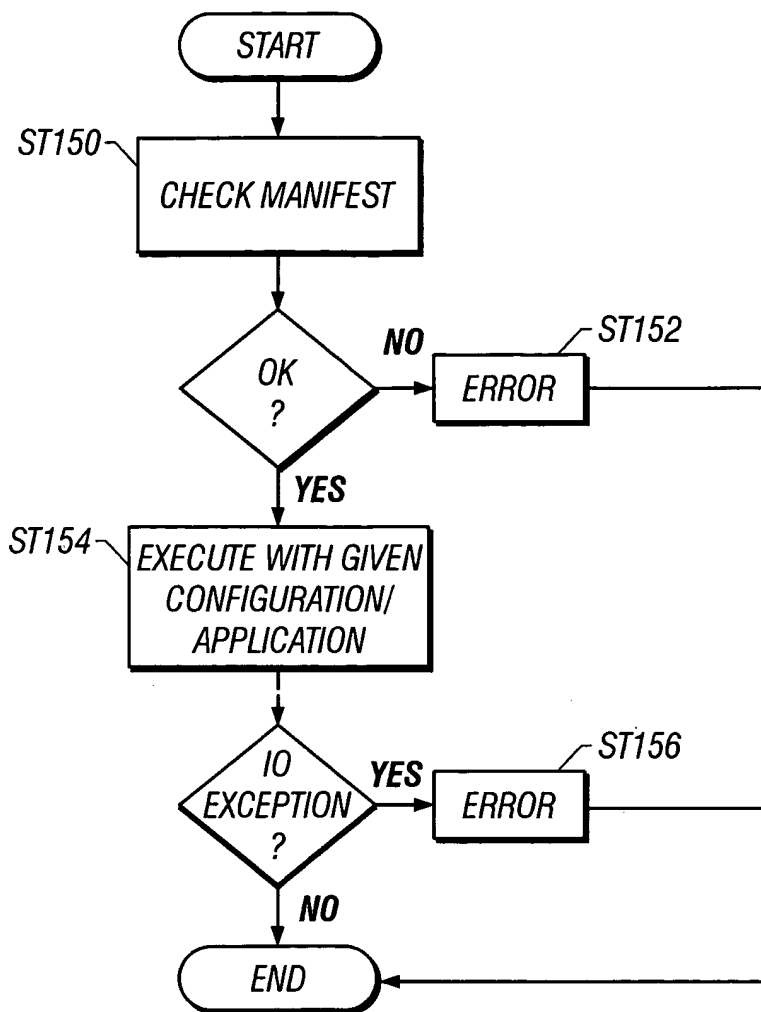 START
ST150
CHECK MANIFEST
OK
?
NO
ST152
ERROR
YES
ST154
EXECUTE WITH GIVEN
CONFIGURATION/
APPLICATION
IO
EXCEPTION
?
YES
ST156
ERROR
NO
END